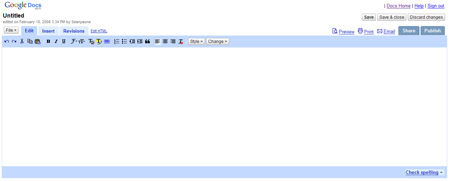 Google Docs
| Docs Home | Help | Sign out
Untitled
edited on February 10, 2008 5:34 PM by
Save Save & close Discard changes
File Edit Insert Revisions Edit HTML Preview Print Email Share Publish
B I U Style Change
Check spelling